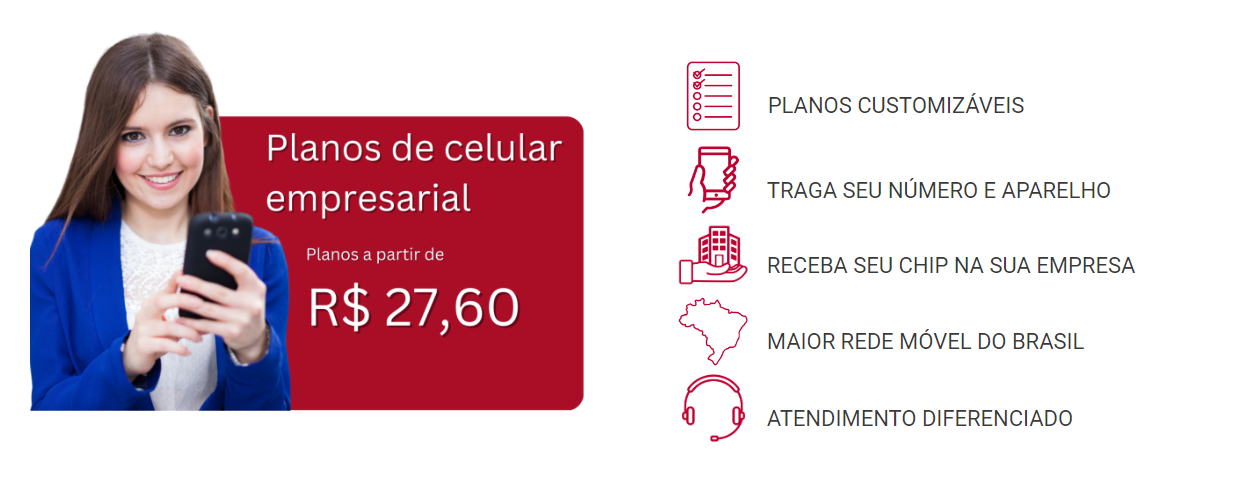 Planos de celular
empresarial
Planos a partir de
R$ 27,60
PLANOS CUSTOMIZÁVEIS
TRAGA SEU NÚMERO E APARELHO
RECEBA SEU CHIP NA SUA EMPRESA
MAIOR REDE MÓVEL DO BRASIL
ATENDIMENTO DIFERENCIADO